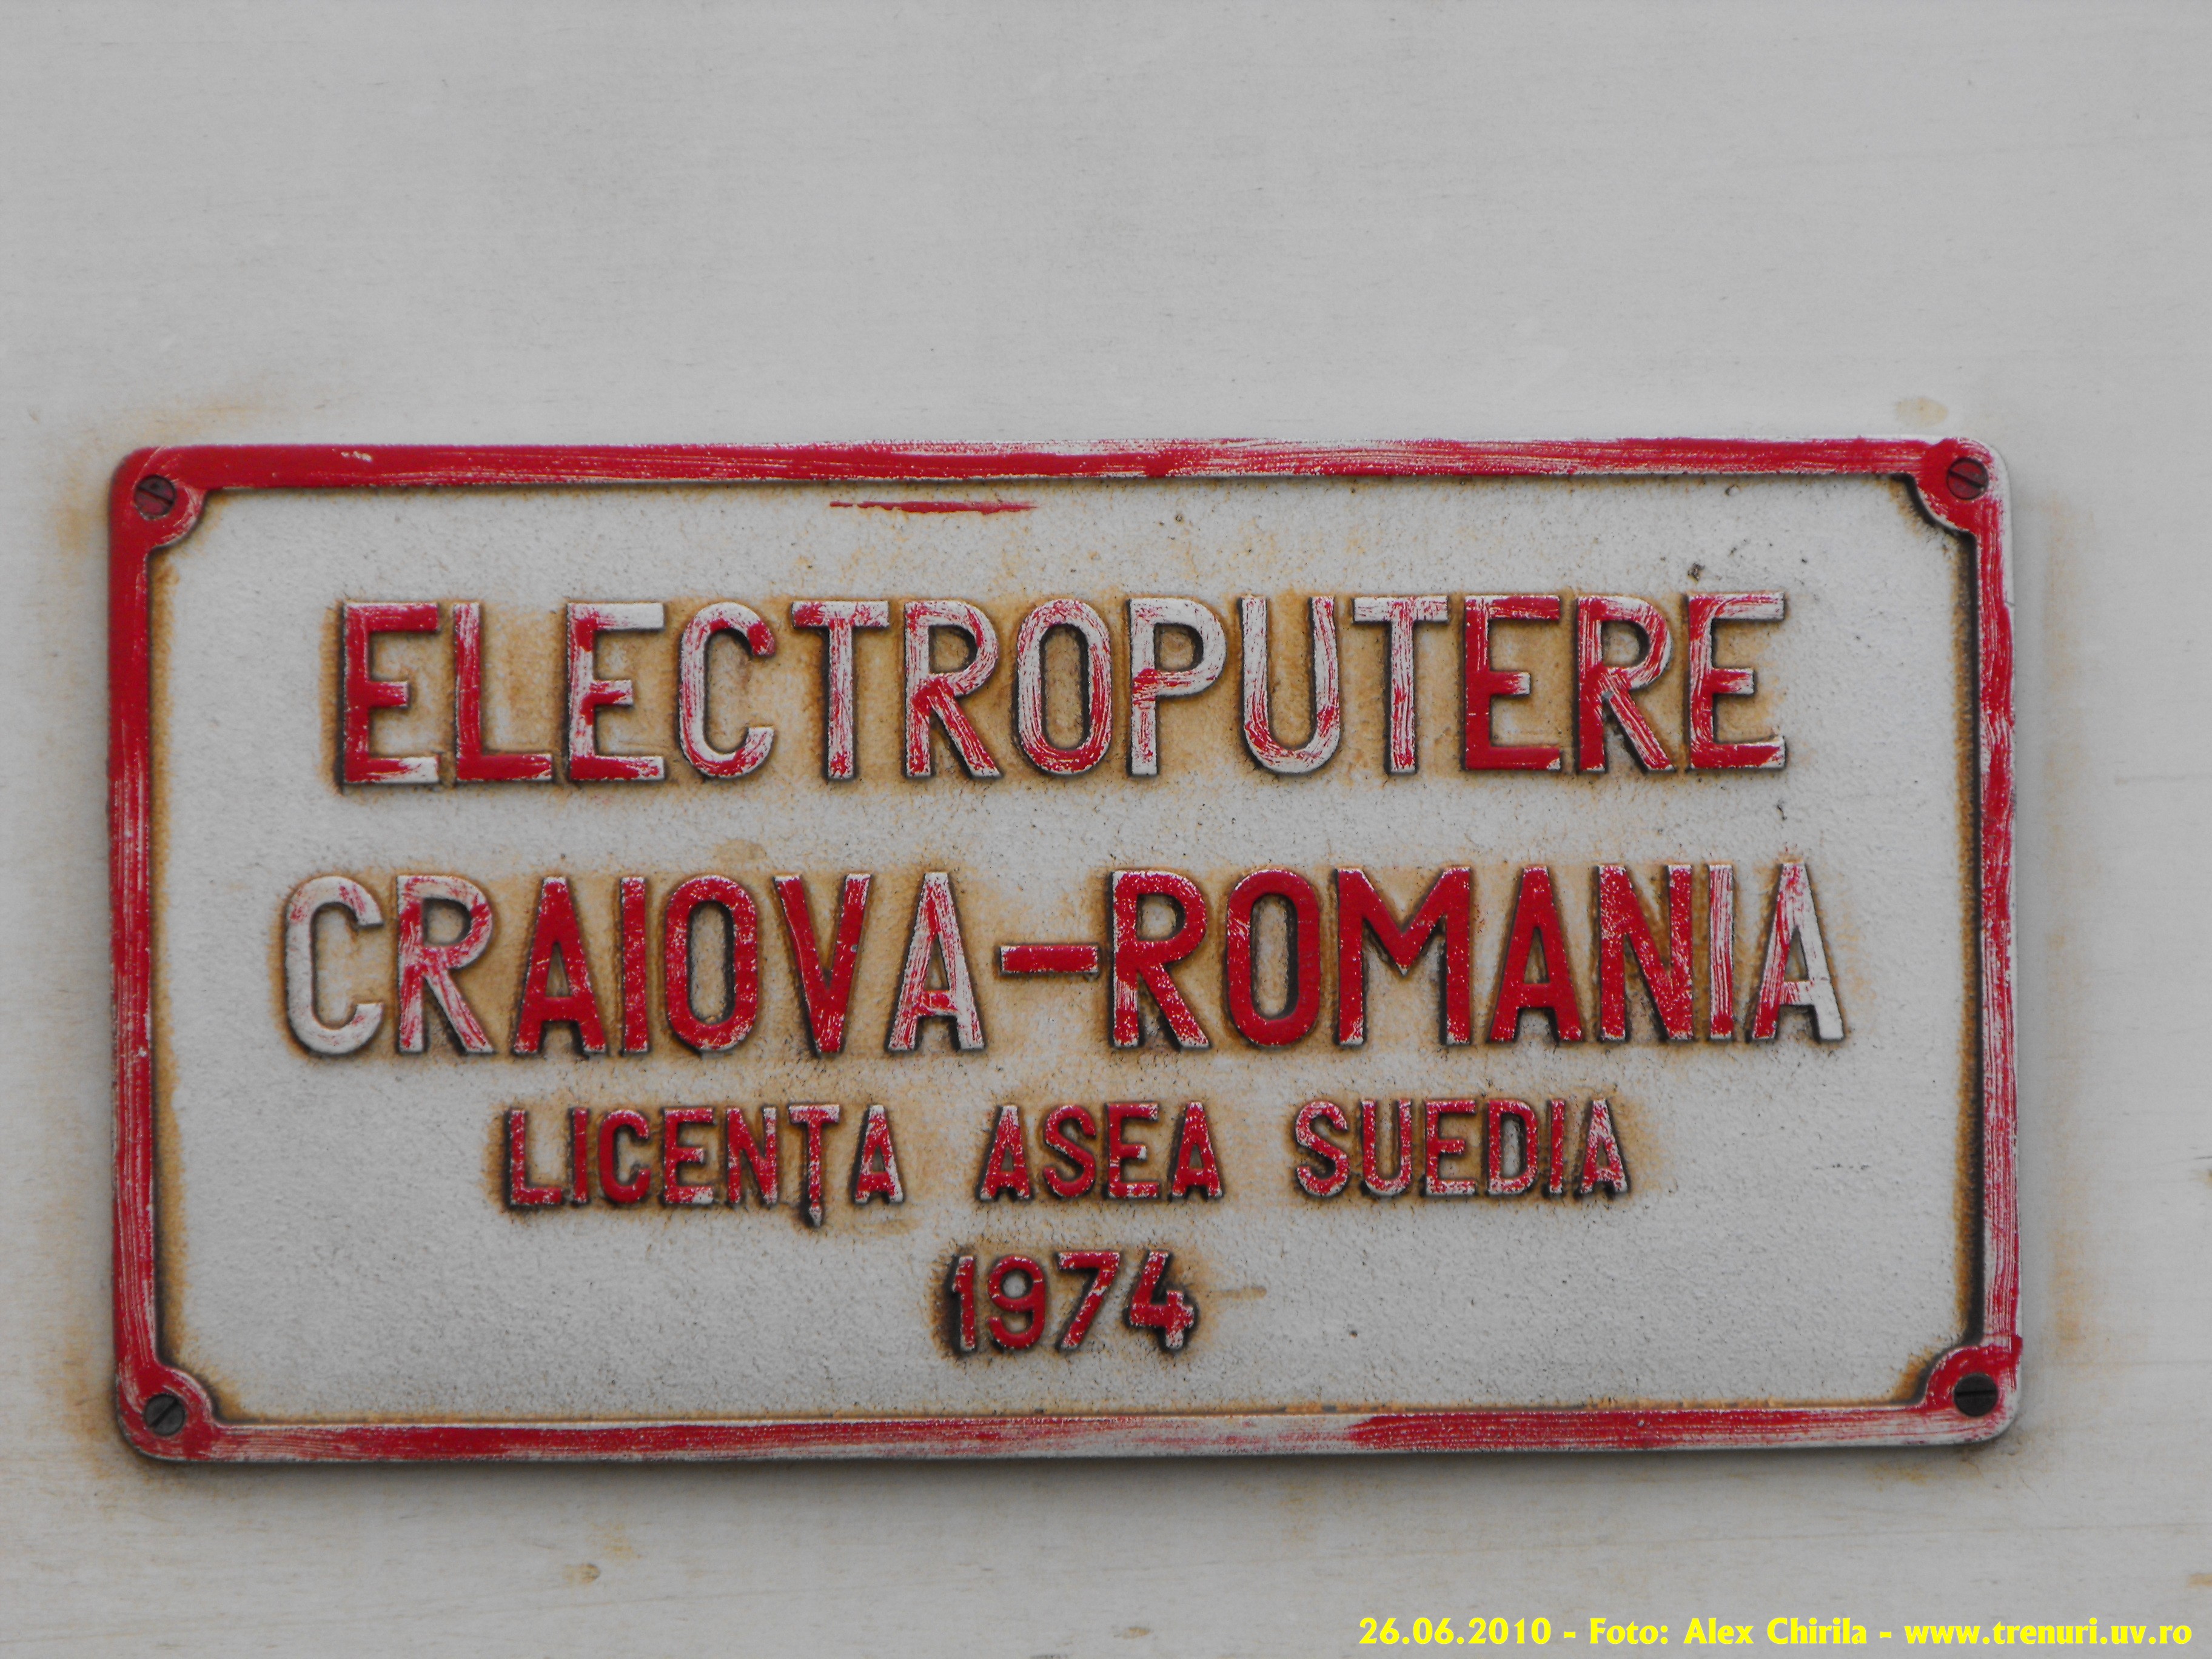 ELECTROPUTERE
CRAIOVA-ROMANIA
LICENȚA ASEA SUEDIA
1974
26.06.2010 - Foto: Alex Chirila - www.trenuri.uv.ro